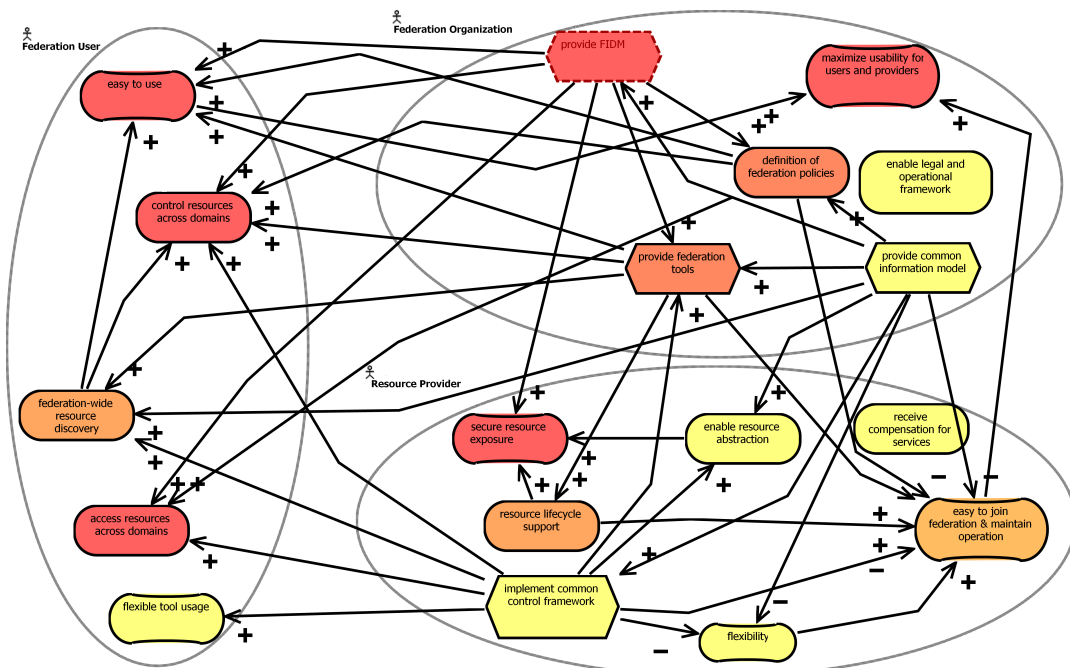 Federation User
Federation Organization
provide FIDM
maximize usability for
users and providers
easy to use
definition of
federation policies
enable legal and
operational framework
control resources
across domains
provide federation
tools
provide common
information model
Resource Provider
federation-wide
resource
discovery
secure resource
exposure
enable resource
abstraction
receive
compensation for
services
access resources
across domains
resource lifecycle
support
easy to join
federation & maintain
operation
flexible tool usage
implement common
control framework
flexibility